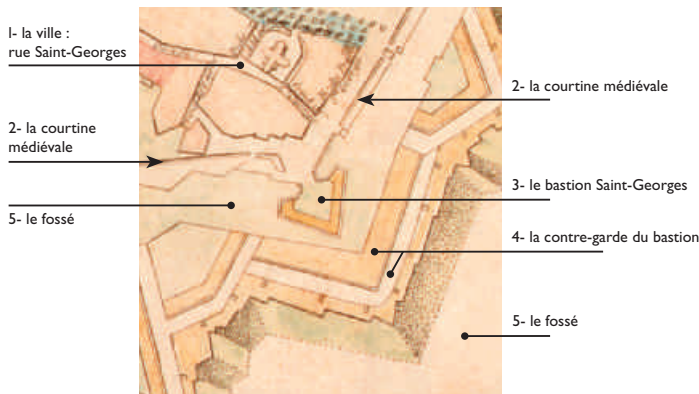 1- la ville :
rue Saint-Georges
2- la courtine
médiévale
5- le fossé
2- la courtine médiévale
3- le bastion Saint-Georges
4- la contre-garde du bastion
5- le fossé